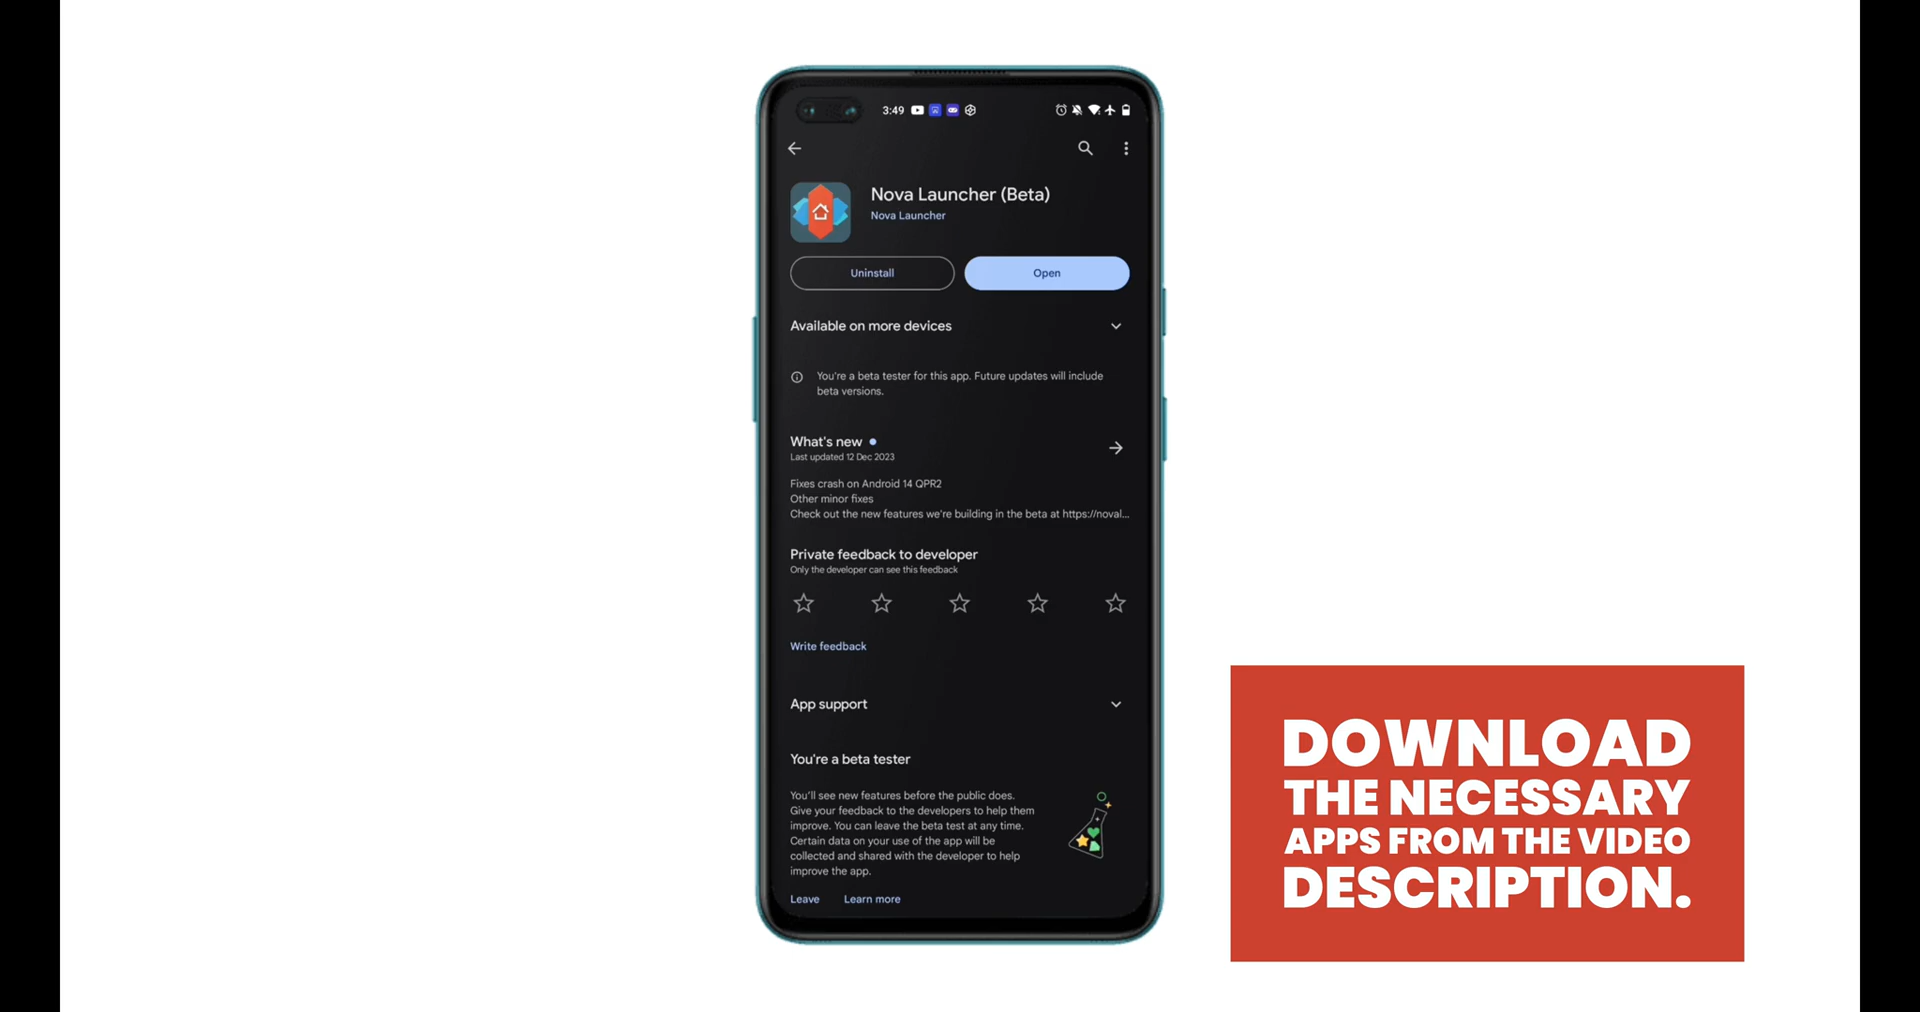 3:49
Nova Launcher (Beta)
Nova Launcher
Uninstall
Open
Available on more devices
You're a beta tester for this app. Future updates will include
beta versions.
What's new
Last updated 12 Dec 2023
Fixes crash on Android 14 QPR2
Other minor fixes
Check out the new features we're building in the beta at https://noval...
Private feedback to developer
Only the developer can see this feedback
Write feedback
App support
You're a beta tester
You'll see new features before the public does.
Give your feedback to the developers to help them
improve. You can leave the beta test at any time.
Certain data on your use of the app will be
collected and shared with the developer to help
improve the app.
Leave
Learn more
DOWNLOAD
THE NECESSARY
APPS FROM THE VIDEO
DESCRIPTION.